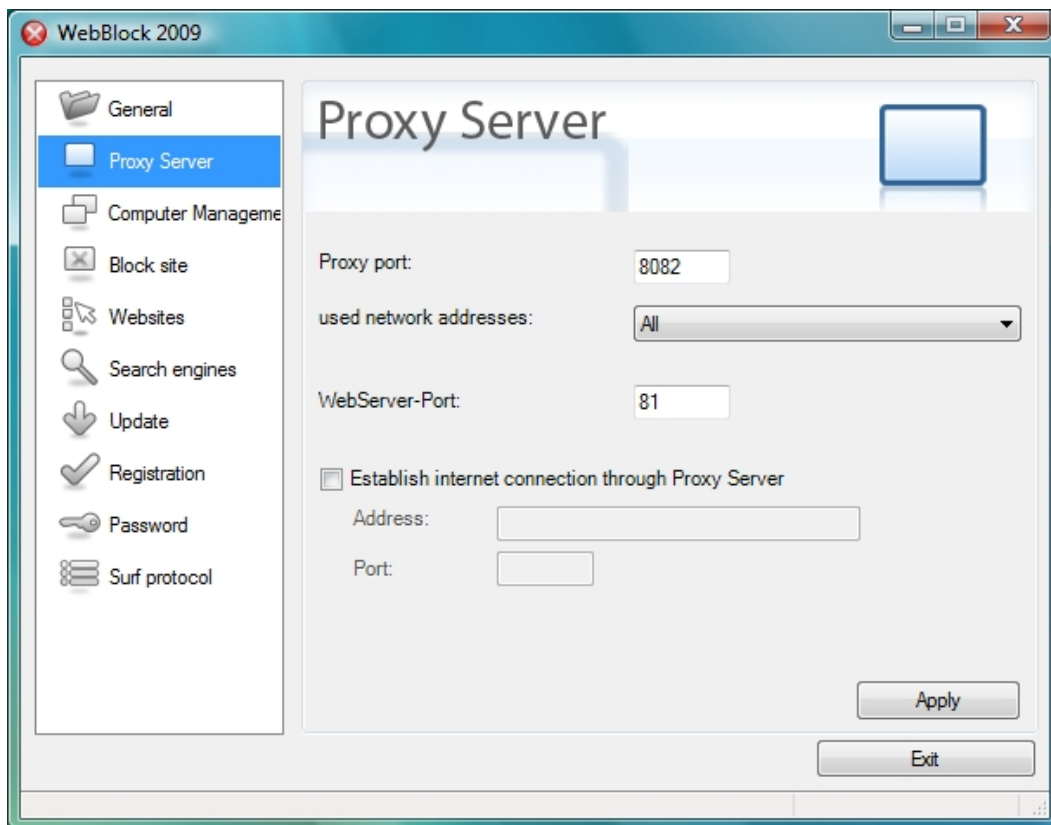 WebBlock 2009
General
Proxy Server
Computer Manageme
Block site
Websites
Search engines
Update
Registration
Password
Surf protocol
Proxy Server
Proxy port:
8082
used network addresses:
All
WebServer-Port:
81
Establish internet connection through Proxy Server
Address:
Port:
Apply
Exit